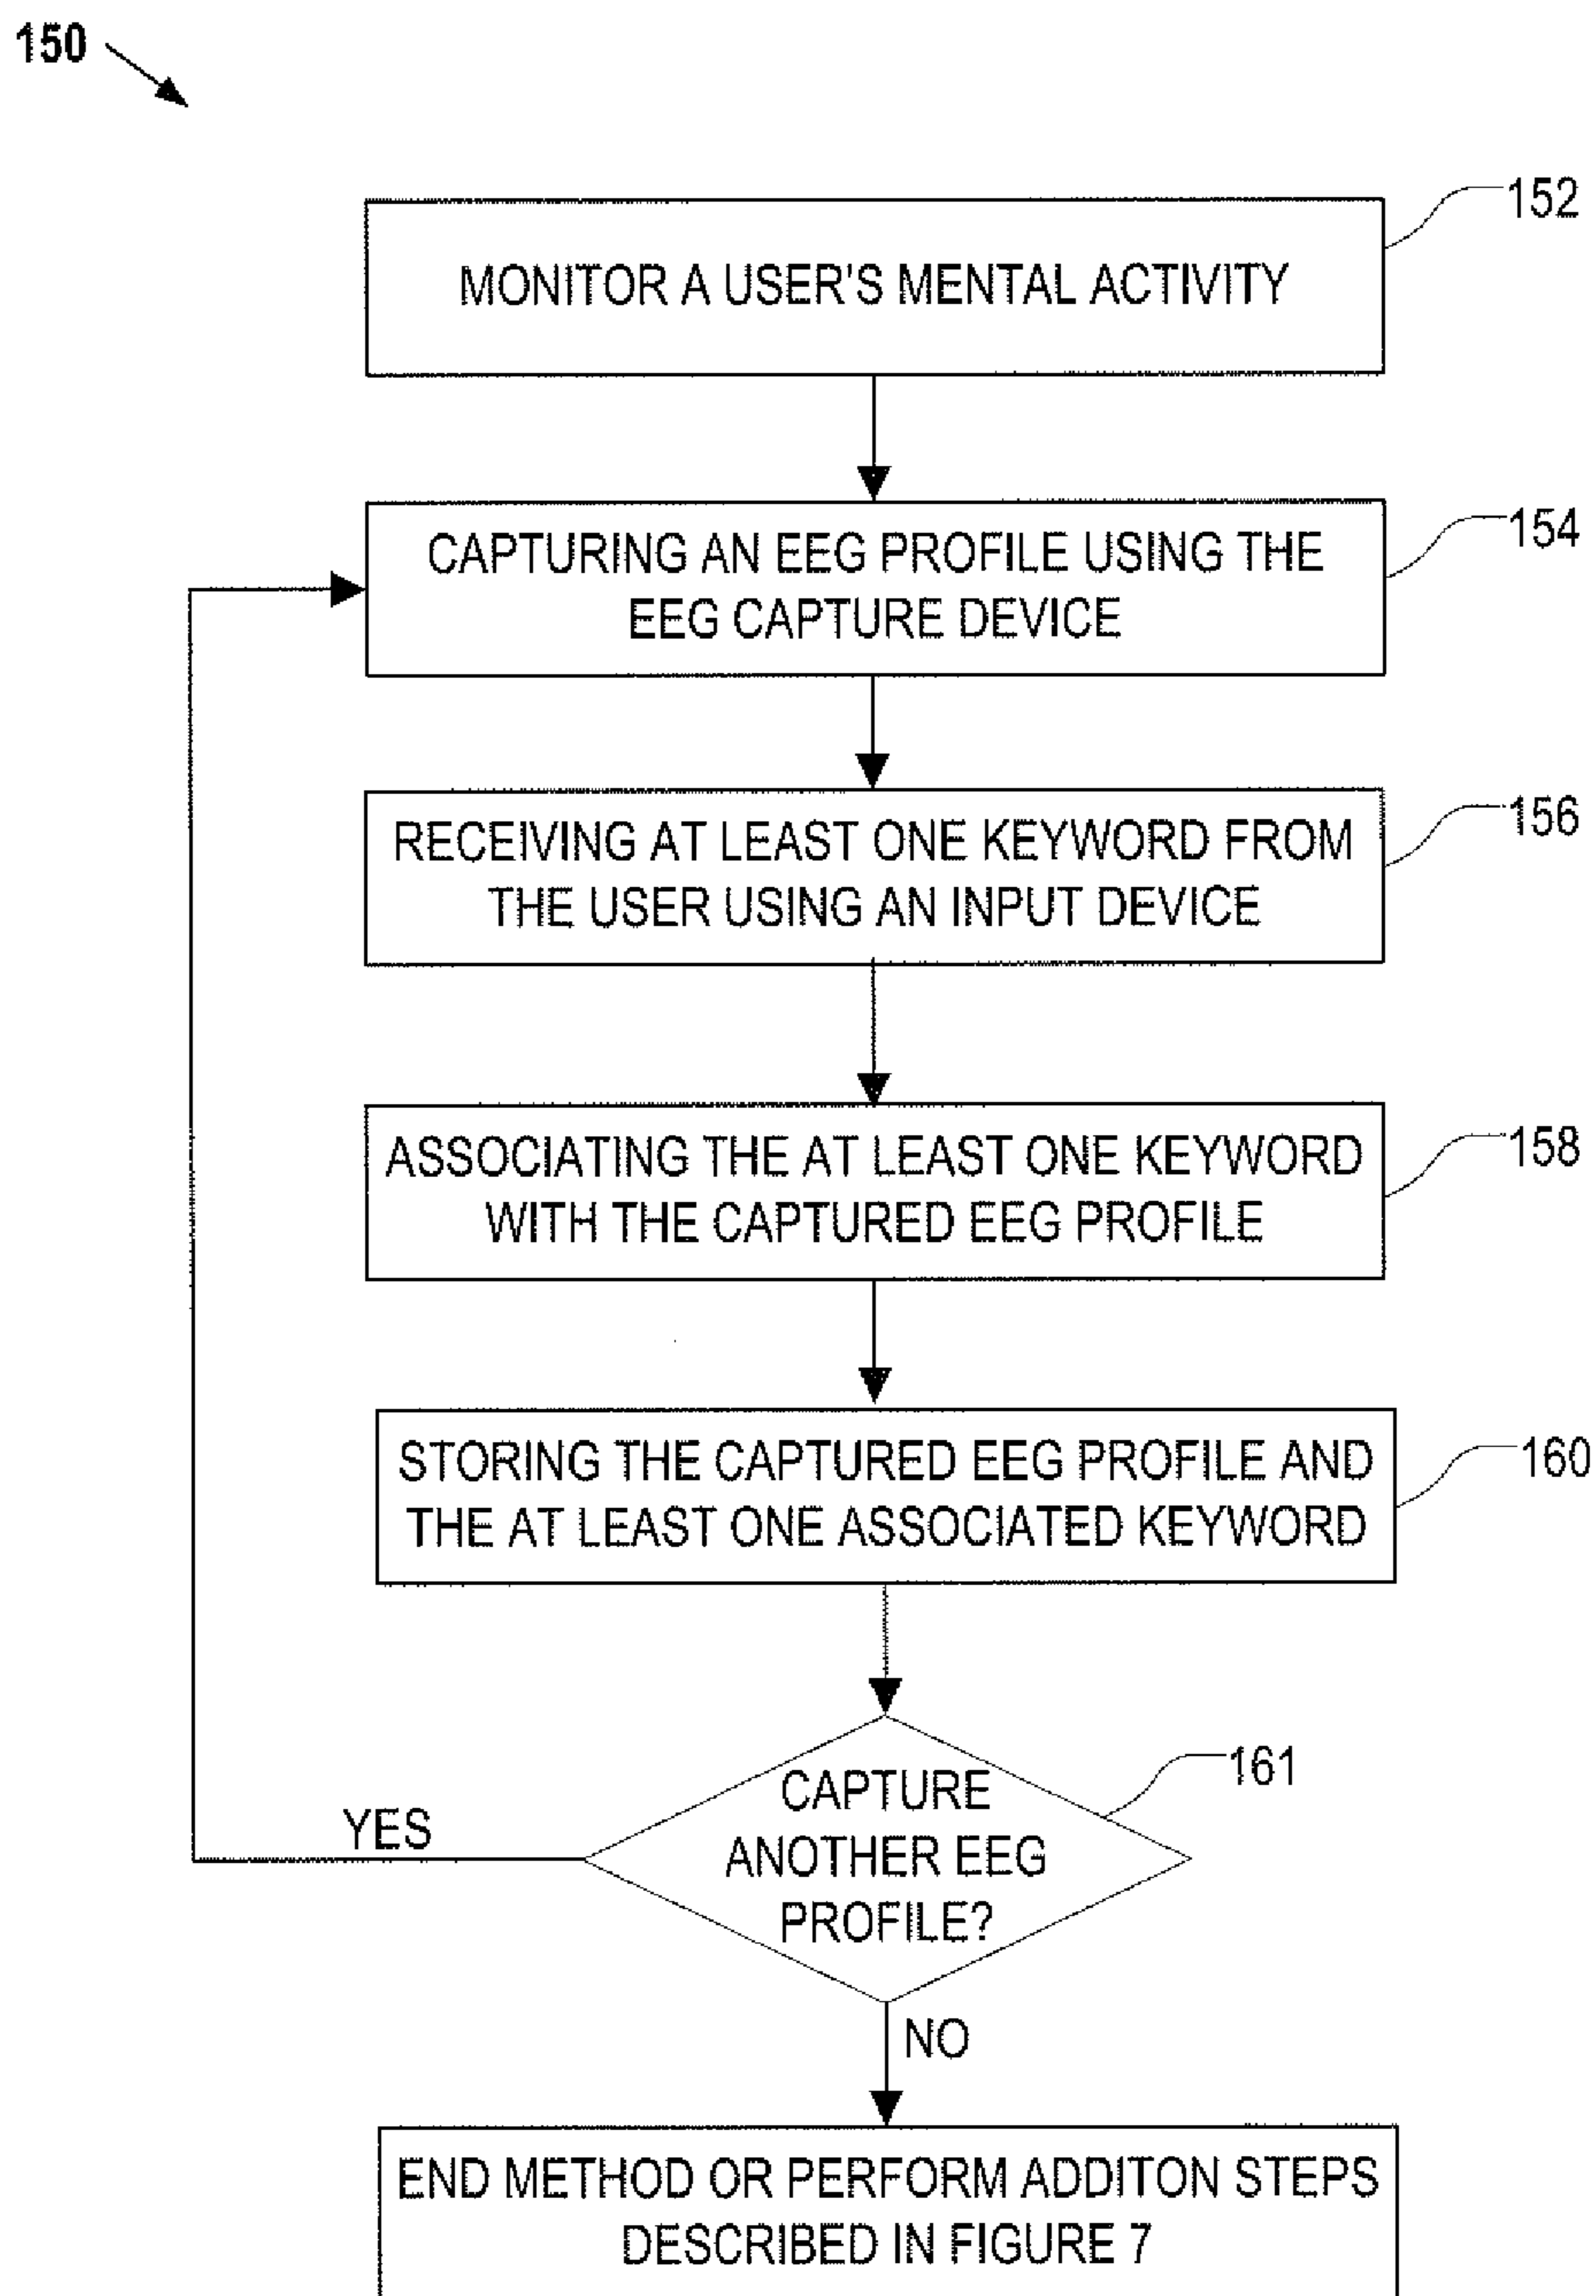 150
152
MONITOR A USER'S MENTAL ACTIVITY
154
CAPTURING AN EEG PROFILE USING THE
EEG CAPTURE DEVICE
156
RECEIVING AT LEAST ONE KEYWORD FROM
THE USER USING AN INPUT DEVICE
158
ASSOCIATING THE AT LEAST ONE KEYWORD
WITH THE CAPTURED EEG PROFILE
160
STORING THE CAPTURED EEG PROFILE AND
THE AT LEAST ONE ASSOCIATED KEYWORD
161
CAPTURE
ANOTHER EEG
PROFILE?
YES
NO
END METHOD OR PERFORM ADDITON STEPS
DESCRIBED IN FIGURE 7